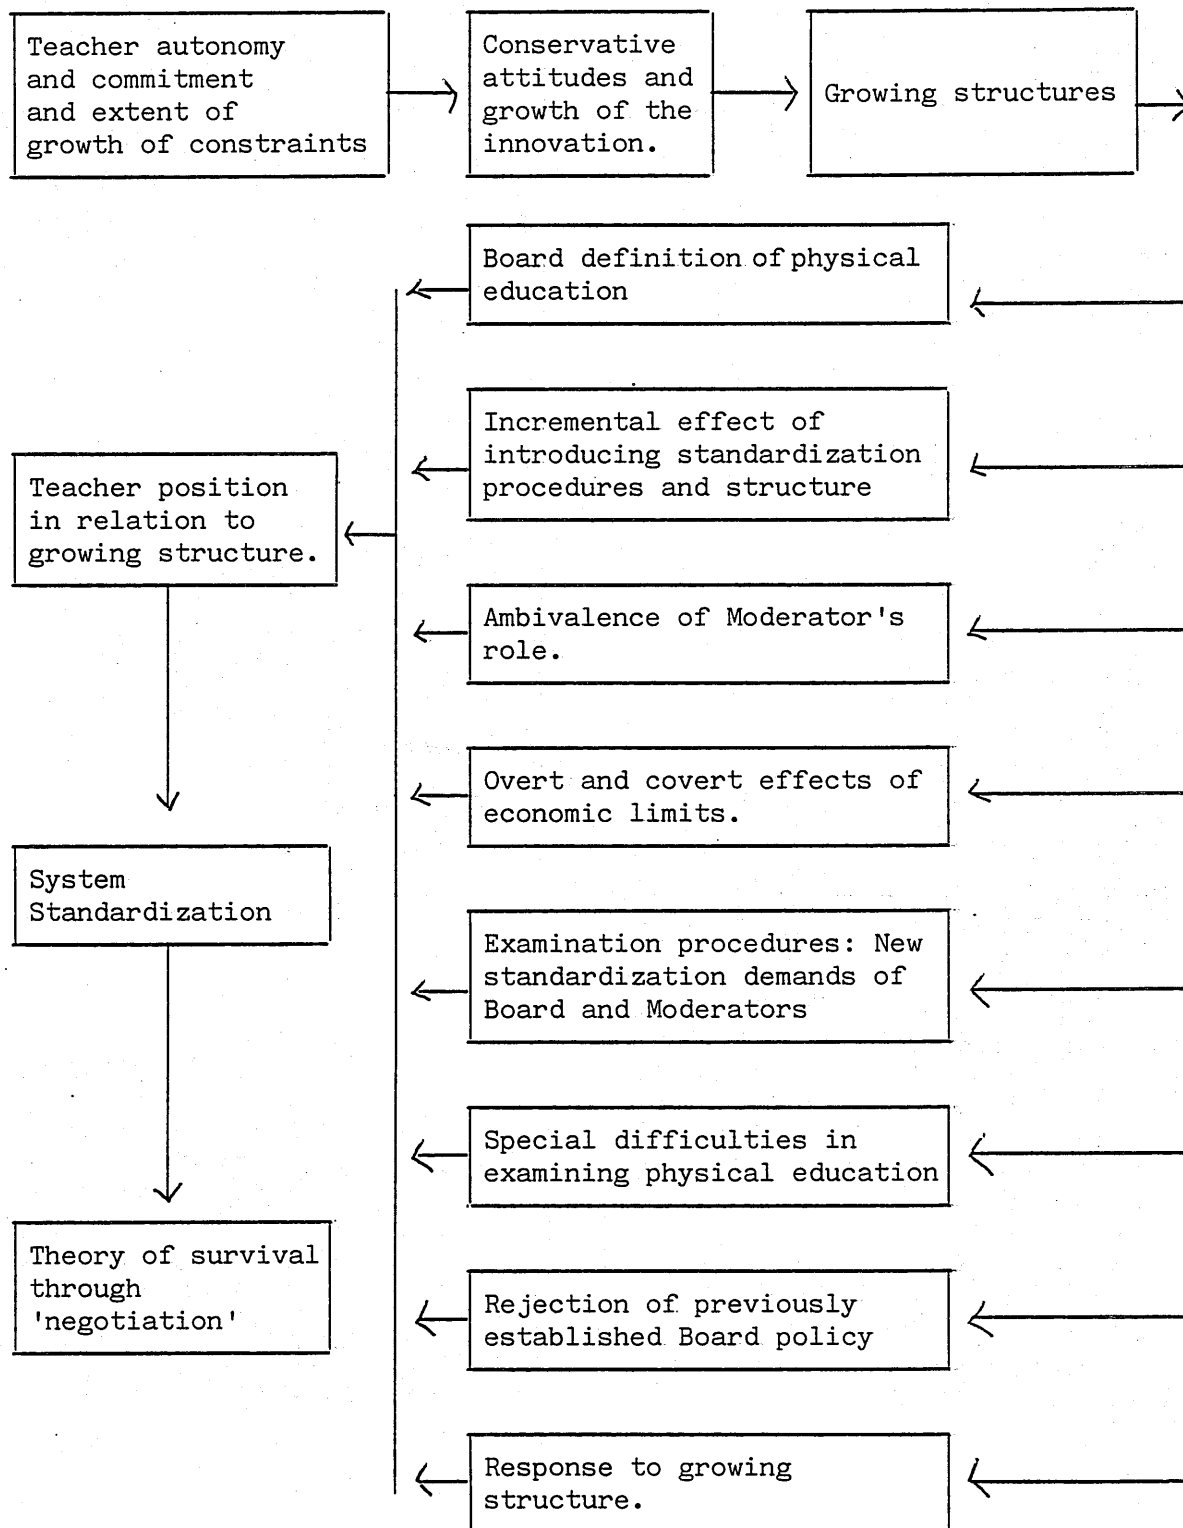 Teacher autonomy
and commitment
and extent of
growth of constraints
Conservative
attitudes and
growth of the
innovation.
Growing structures
Board definition of physical
education
Incremental effect of
introducing standardization
procedures and structure
Teacher position
in relation to
growing structure.
Ambivalence of Moderator's
role.
Overt and covert effects of
economic limits.
System
Standardization
Examination procedures: New
standardization demands of
Board and Moderators
Special difficulties in
examining physical education
Theory of survival
through
'negotiation'
Rejection of previously
established Board policy
Response to growing
structure.